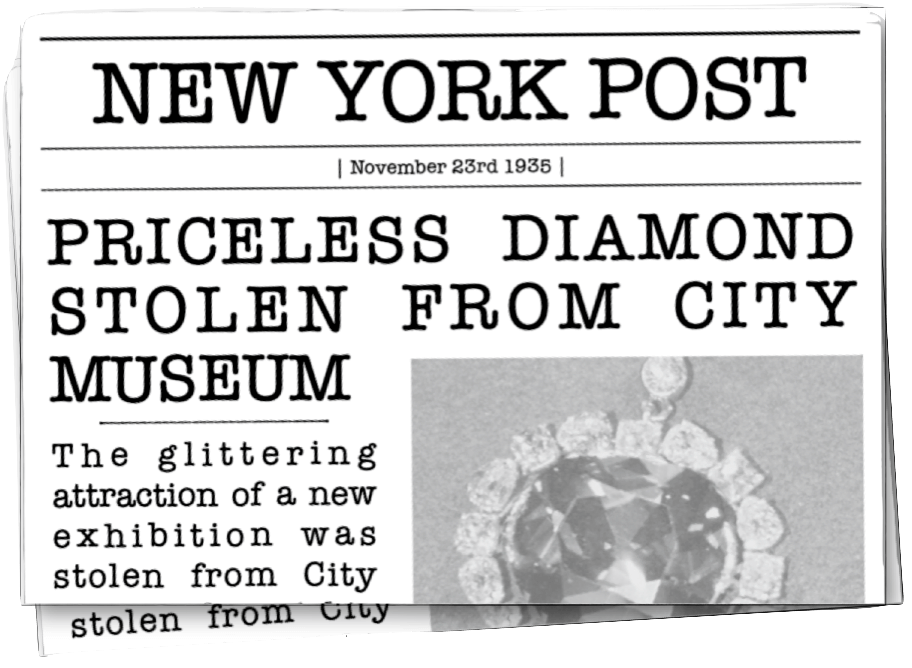 NEW YORK POST
| November 23rd 1935 |
PRICELESS DIAMOND
STOLEN FROM CITY
MUSEUM
The glittering
attraction of a new
exhibition was
stolen from City
stolen from City